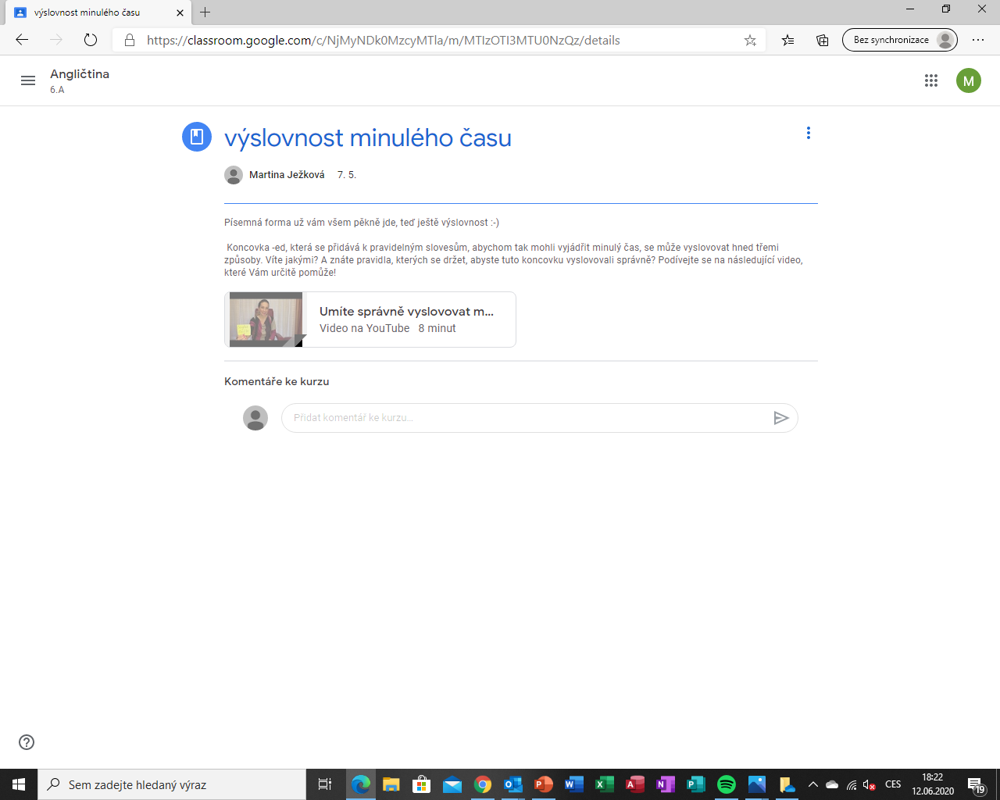 výslovnost minulého času
https://classroom.google.com/c/NjMyNDk0MzcyMTla/m/MTIzOTI3MTU0NzQz/details
Bez synchronizace
Angličtina
6.A
M
výslovnost minulého času
Martina Ježková 7. 5.
Písemná forma už vám všem pěkně jde, teď ještě výslovnost :-)
Koncovka -ed, která se přidává k pravidelným slovesům, abychom tak mohli vyjádřit minulý čas, se může vyslovovat hned třemi
způsoby. Víte jakými? A znáte pravidla, kterých se držet, abyste tuto koncovku vyslovovali správně? Podívejte se na následující video,
které Vám určitě pomůže!
Umíte správně vyslovovat m...
Video na YouTube 8 minut
Komentáře ke kurzu
Přidat komentář ke kurzu...
Sem zadejte hledaný výraz
CES
18:22
12.06.2020
19